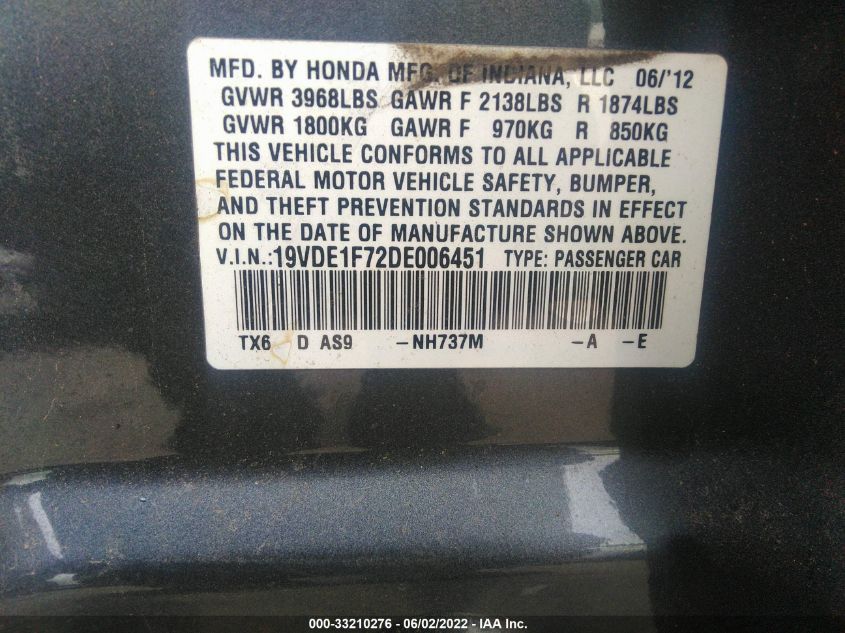 MFD. BY HONDA MFG. OF INDIANA, LLC 06/'12
GVWR 3968LBS GAWR F 2138LBS R 1874LBS
GVWR 1800KG GAWR F 970KG R 850KG
THIS VEHICLE CONFORMS TO ALL APPLICABLE
FEDERAL MOTOR VEHICLE SAFETY, BUMPER,
AND THEFT PREVENTION STANDARDS IN EFFECT
ON THE DATE OF MANUFACTURE SHOWN ABOVE.
V.I.N.:19VDE1F72DE006451 TYPE: PASSENGER CAR
TX6 D AS9 -NH737M -A -E
000-33210276 - 06/02/2022 - IAA Inc.